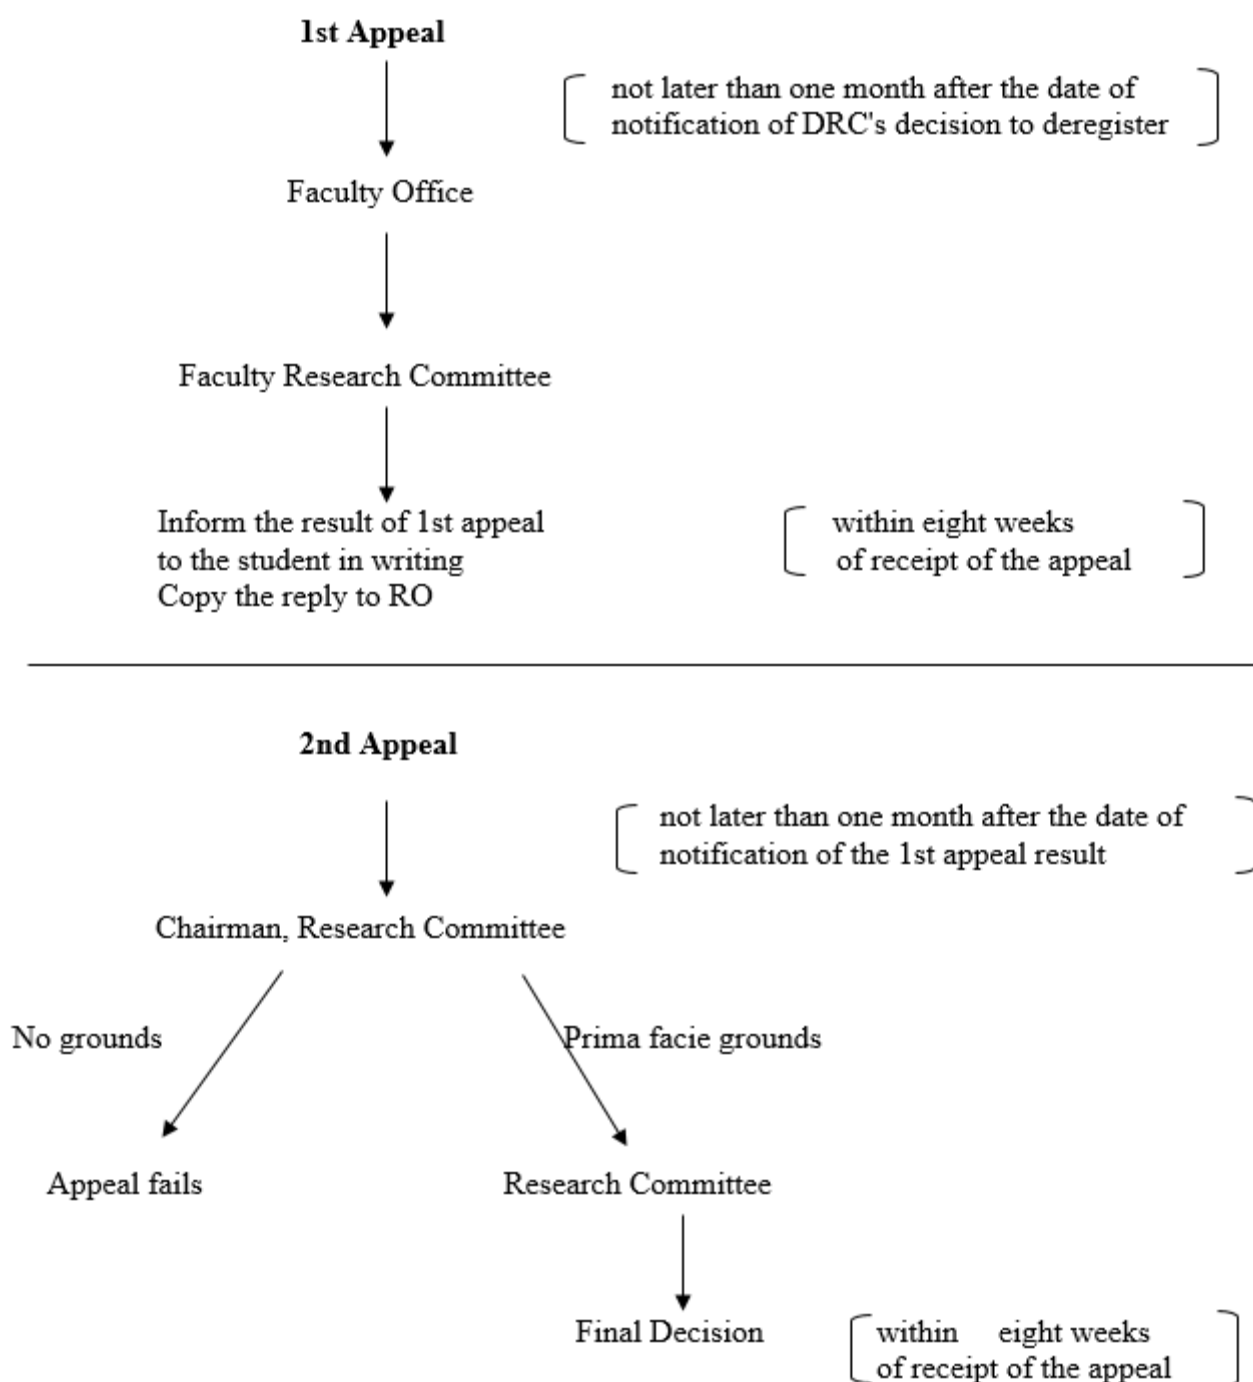 1st Appeal
not later than one month after the date of
notification of DRC's decision to deregister
Faculty Office
Faculty Research Committee
Inform the result of 1st appeal
to the student in writing
Copy the reply to RO
within eight weeks
of receipt of the appeal
2nd Appeal
not later than one month after the date of
notification of the 1st appeal result
Chairman, Research Committee
No grounds
Prima facie grounds
Appeal fails
Research Committee
Final Decision
within eight weeks
of receipt of the appeal